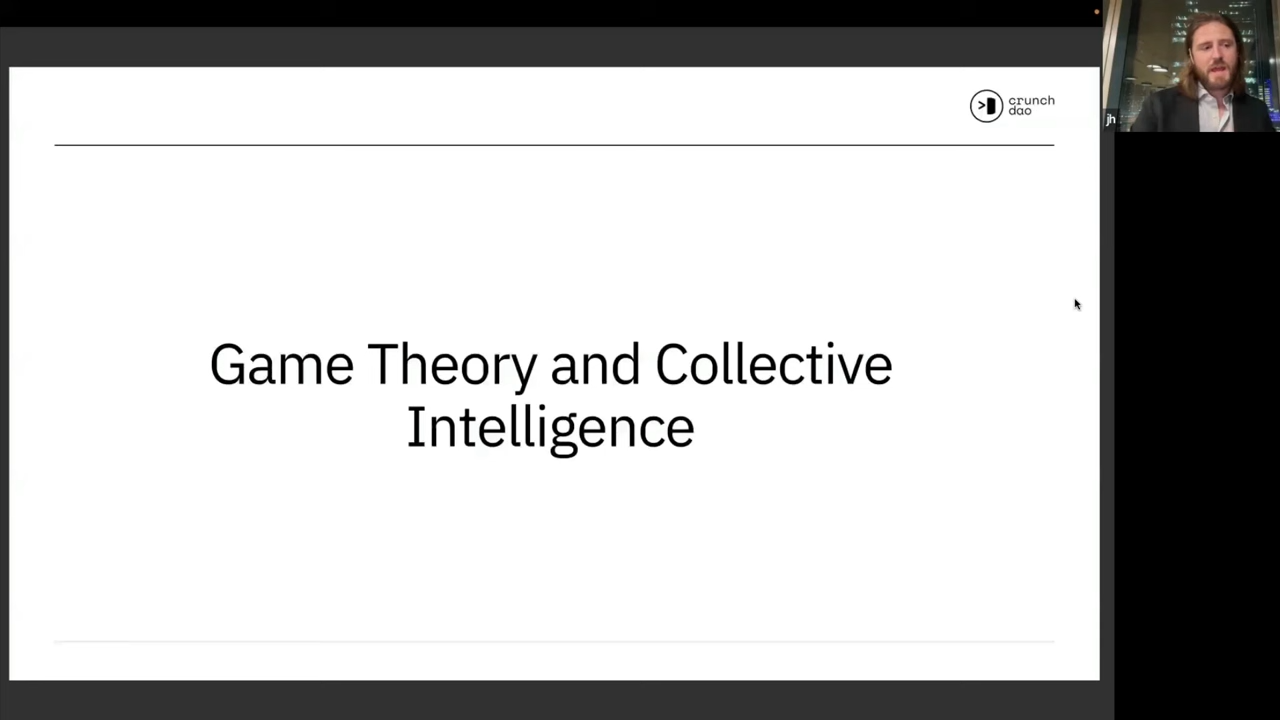 crunch
dao
jh
Game Theory and Collective
Intelligence